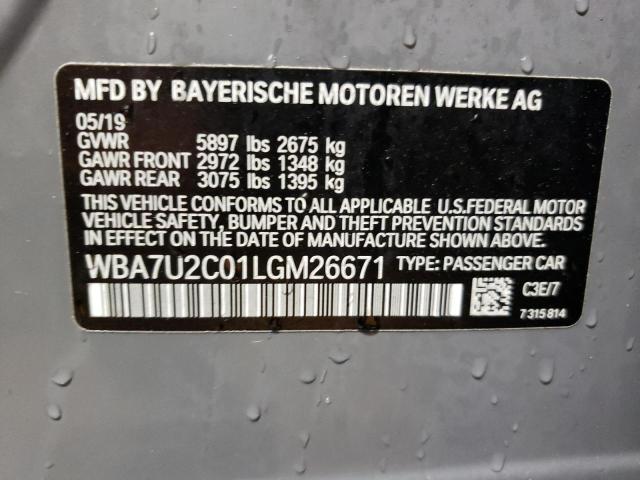 MFD BY BAYERISCHE MOTOREN WERKE AG
05/19
GVWR 5897 lbs 2675 kg
GAWR FRONT 2972 lbs 1348 kg
GAWR REAR 3075 lbs 1395 kg
THIS VEHICLE CONFORMS TO ALL APPLICABLE U.S.FEDERAL MOTOR
VEHICLE SAFETY, BUMPER AND THEFT PREVENTION STANDARDS
IN EFFECT ON THE DATE OF MANUFACTURE SHOWN ABOVE.
WBA7U2C01LGM26671 TYPE: PASSENGER CAR
C3E/7
7 315 814